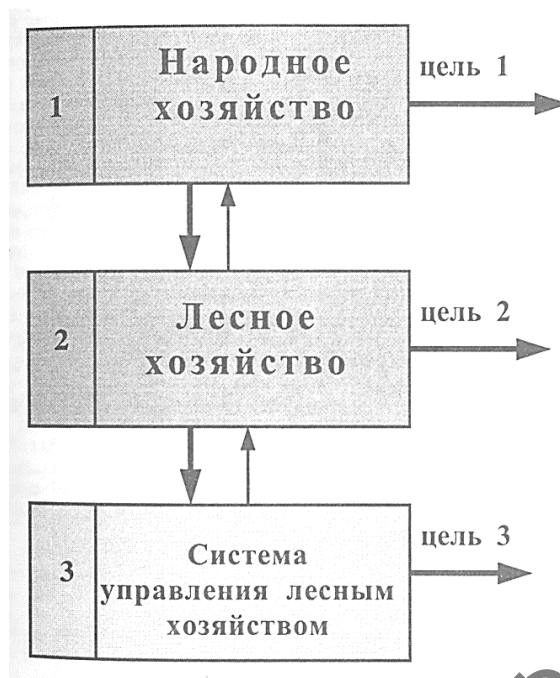 1
Народное
хозяйство
цель 1
2
Лесное
хозяйство
цель 2
3
Система
управления лесным
хозяйством
цель 3